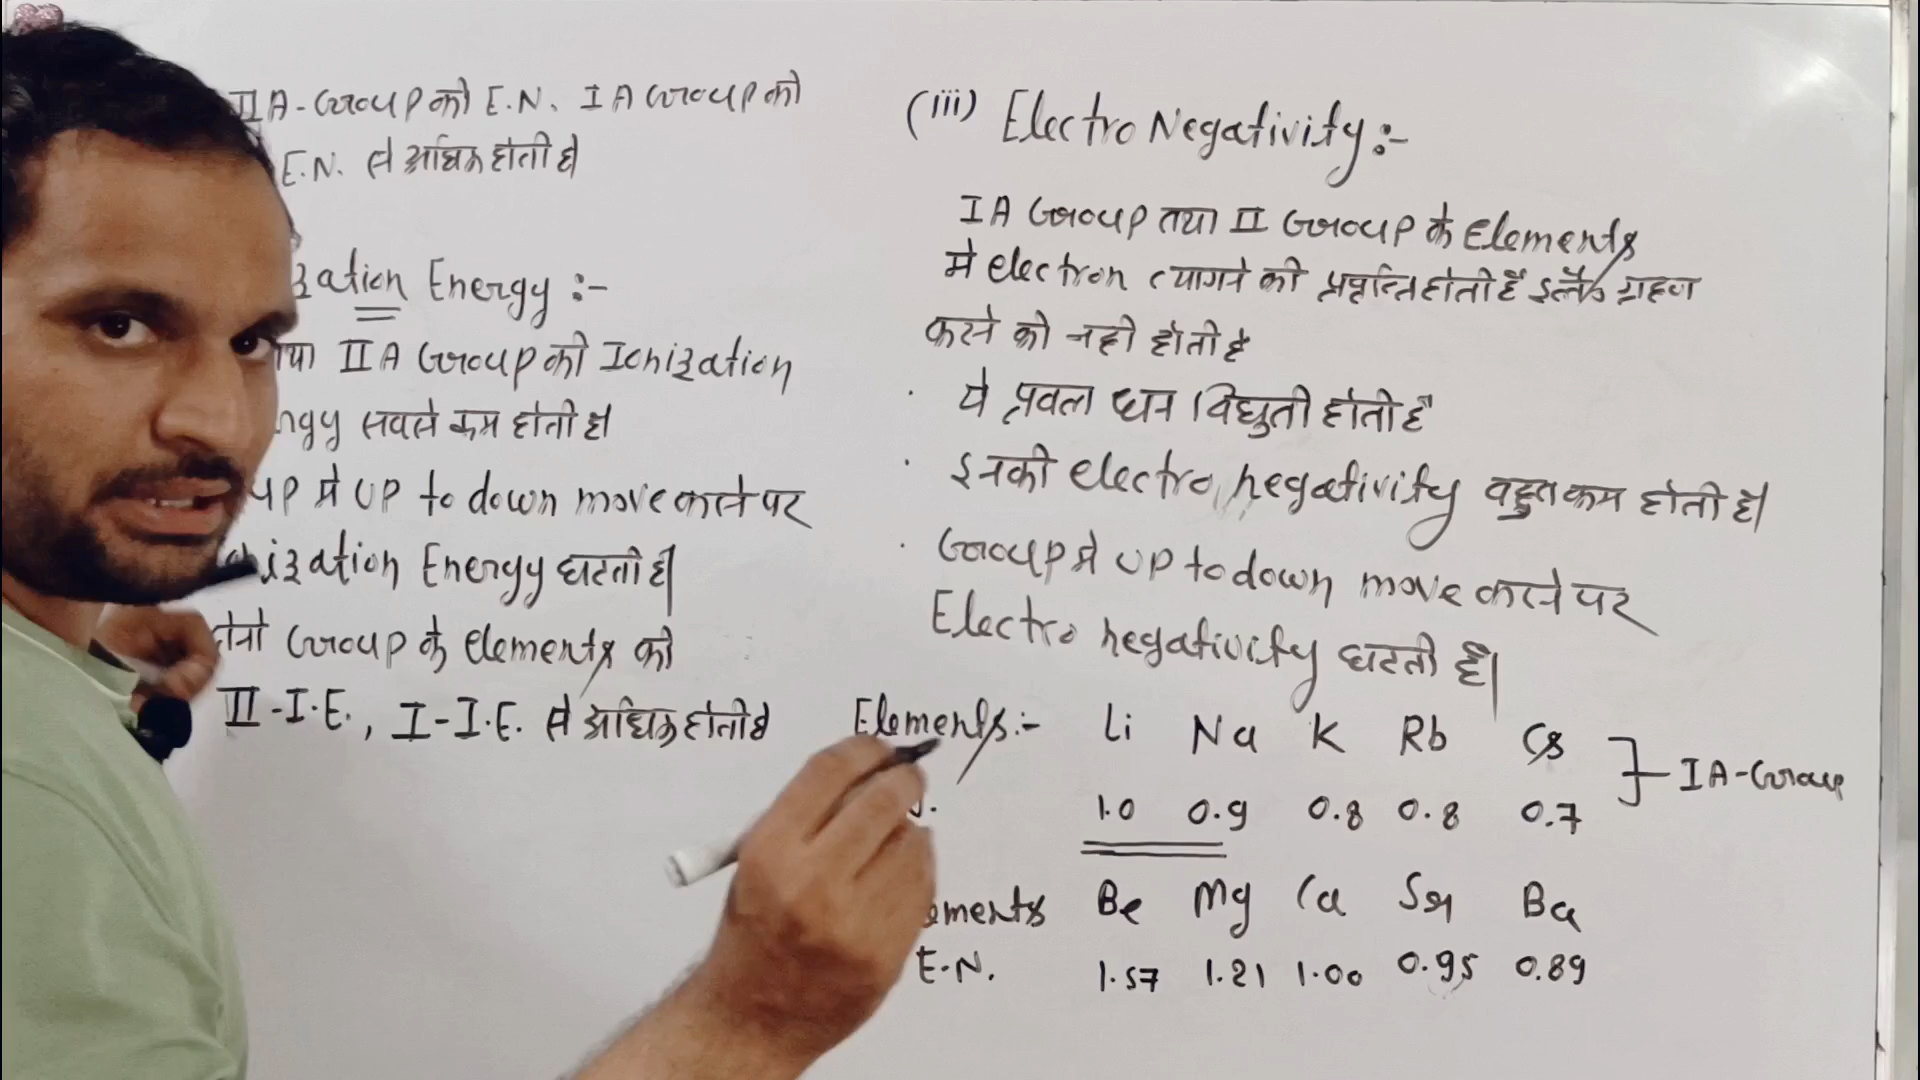 IIA-Group की E.N. IA Group की
E.N. से अधिक होती है
zation Energy :-
था IIA Group की Ionization
rgy सबसे कम होती है
up में UP to down move करने पर
ization Energy घटती है|
दोनो Group के elements की
II-I.E., I-I.E. से अधिक होती है
(iii) Electro Negativity:-
IA Group तथा II Group के Elements
मे electron त्यागने की प्रवृत्ति होती है ग्रहण
करने की नही होती है
· ये प्रवल धन विधुती होती है
· इनकी electro negativity बहुत कम होती है|
· Group मे UP to down move करने पर
Electro negativity घटती है|
Elements:- Li Na K Rb Cs
1.0 0.9 0.8 0.8 0.7
IA-Group
ements Be Mg Ca Sr Ba
E.N. 1.57 1.21 1.00 0.95 0.89